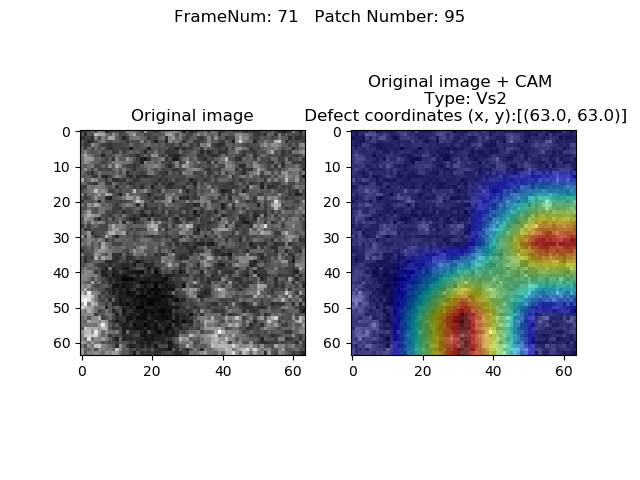 FrameNum: 71   Patch Number: 95
Original image
Original image + CAM
Type: Vs2
Defect coordinates (x, y):[(63.0, 63.0)]
0
10
20
30
40
50
60
0 20 40 60
0
10
20
30
40
50
60
0 20 40 60